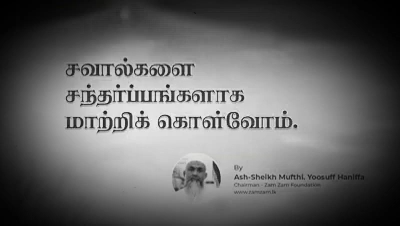 சவால்களை
சந்தர்ப்பங்களாக
மாற்றிக் கொள்வோம்.
By
Ash-Sheikh Mufthi. Yoosuff Haniffa
Chairman - Zam Zam Foundation
www.zamzam.lk